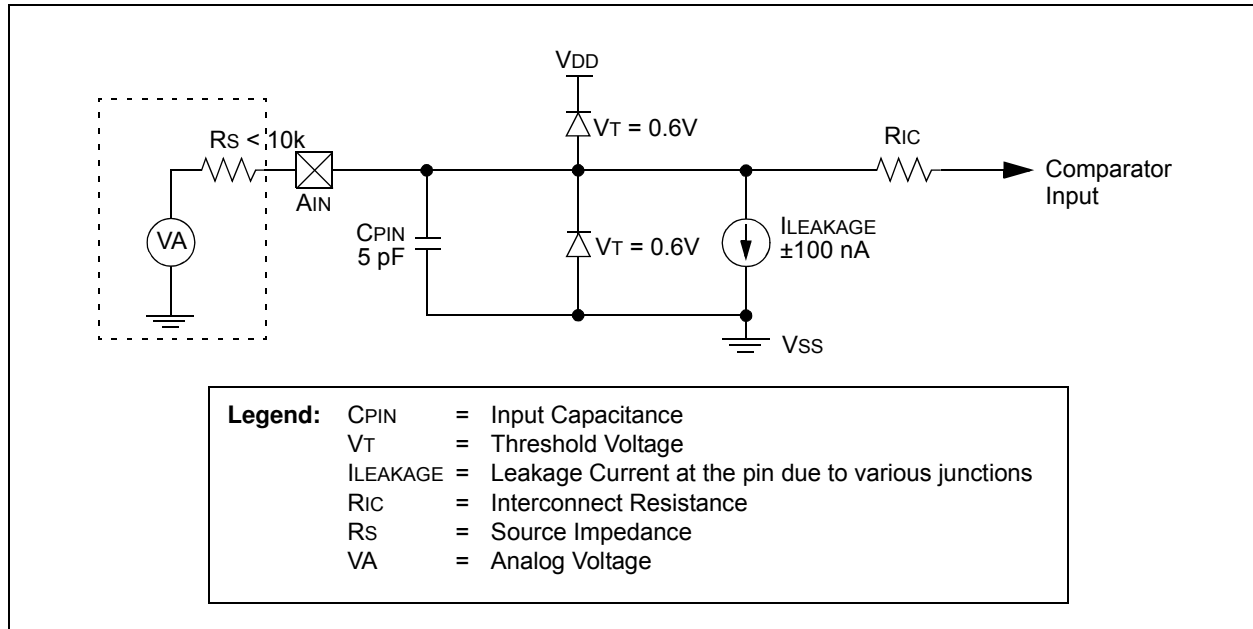 VDD
VT = 0.6V
RIC
RS < 10k
Comparator
Input
AIN
CPIN
5 pF
VA
VT = 0.6V
ILEAKAGE
±100 nA
VSS
Legend: CPIN = Input Capacitance
VT = Threshold Voltage
ILEAKAGE = Leakage Current at the pin due to various junctions
RIC = Interconnect Resistance
RS = Source Impedance
VA = Analog Voltage